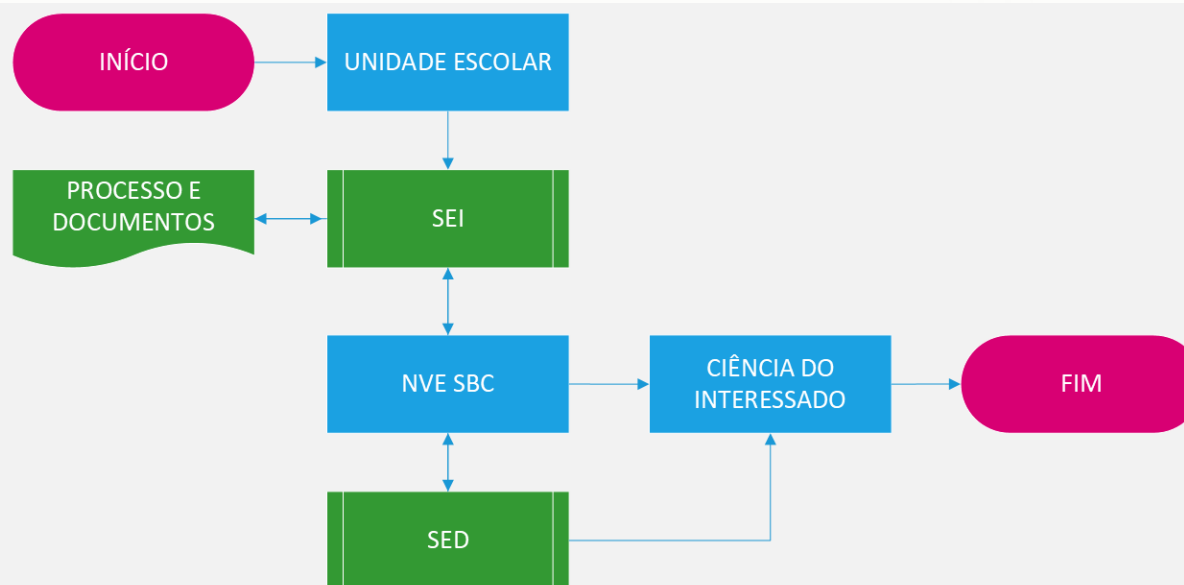 INÍCIO
UNIDADE ESCOLAR
PROCESSO E
DOCUMENTOS
SEI
NVE SBC
CIÊNCIA DO
INTERESSADO
FIM
SED